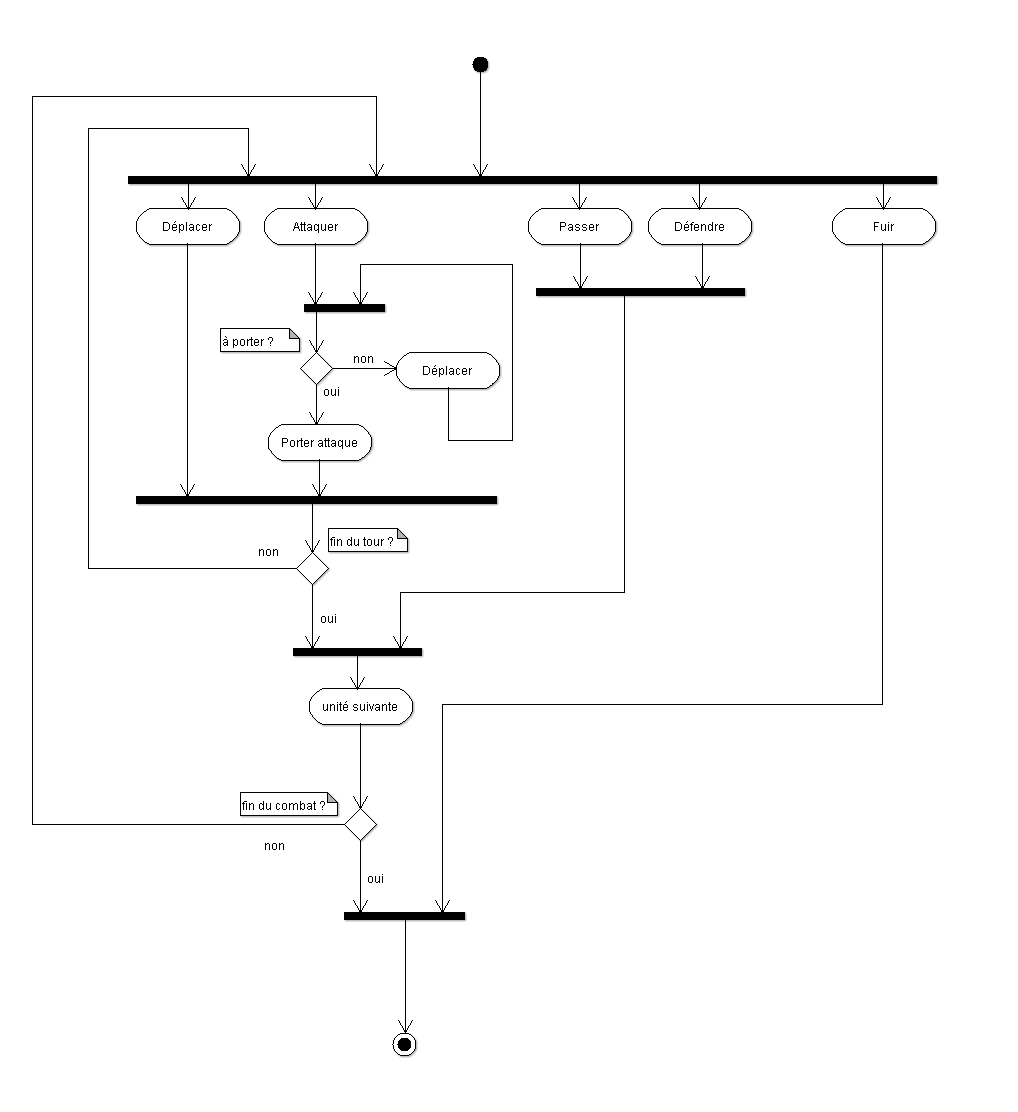 Déplacer
Attaquer
Passer
Défendre
Fuir
à porter ?
non
Déplacer
oui
Porter attaque
fin du tour ?
non
oui
unité suivante
fin du combat ?
non
oui